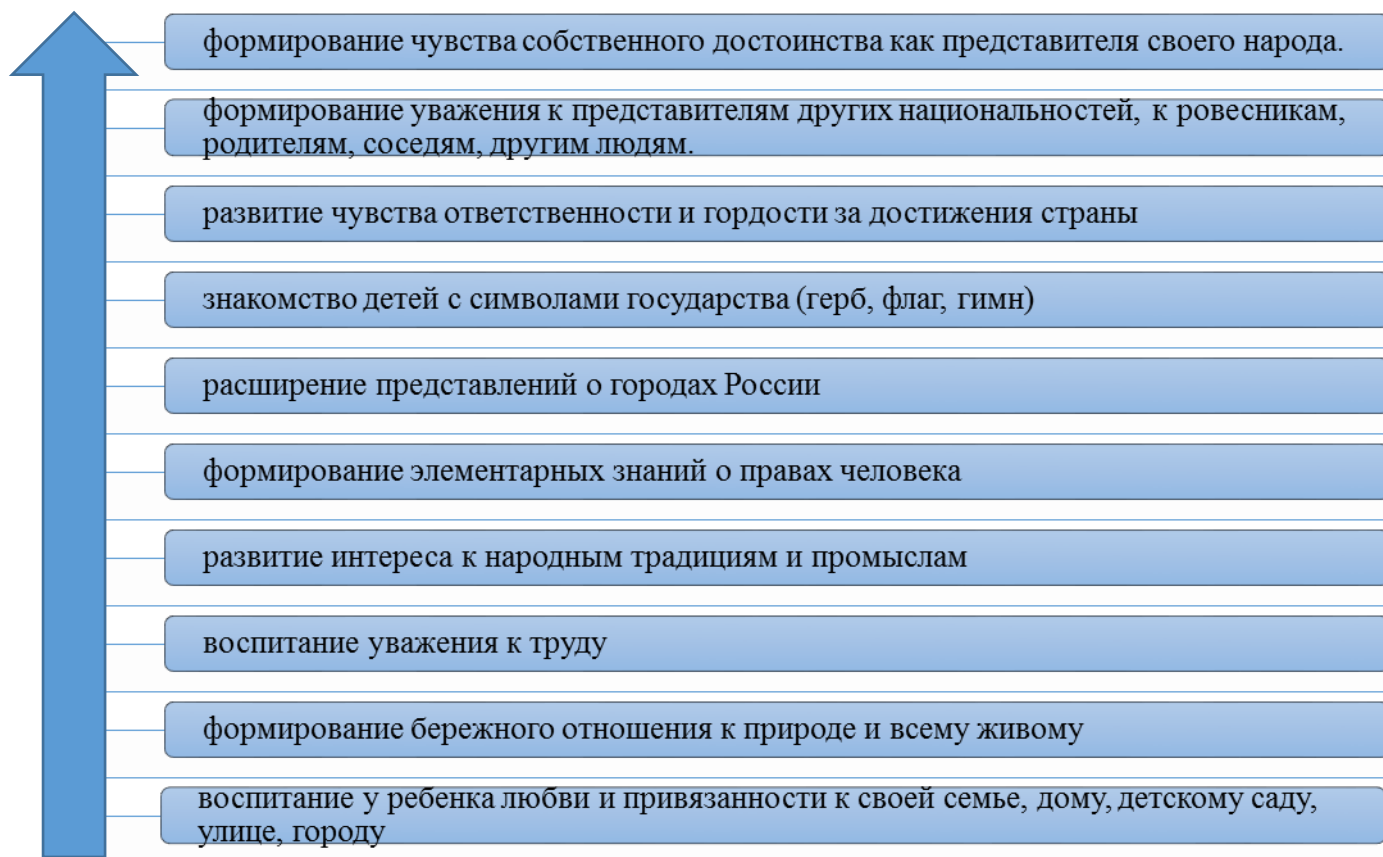 формирование чувства собственного достоинства как представителя своего народа.
формирование уважения к представителям других национальностей, к ровесникам,
родителям, соседям, другим людям.
развитие чувства ответственности и гордости за достижения страны
знакомство детей с символами государства (герб, флаг, гимн)
расширение представлений о городах России
формирование элементарных знаний о правах человека
развитие интереса к народным традициям и промыслам
воспитание уважения к труду
формирование бережного отношения к природе и всему живому
воспитание у ребенка любви и привязанности к своей семье, дому, детскому саду,
улице, городу